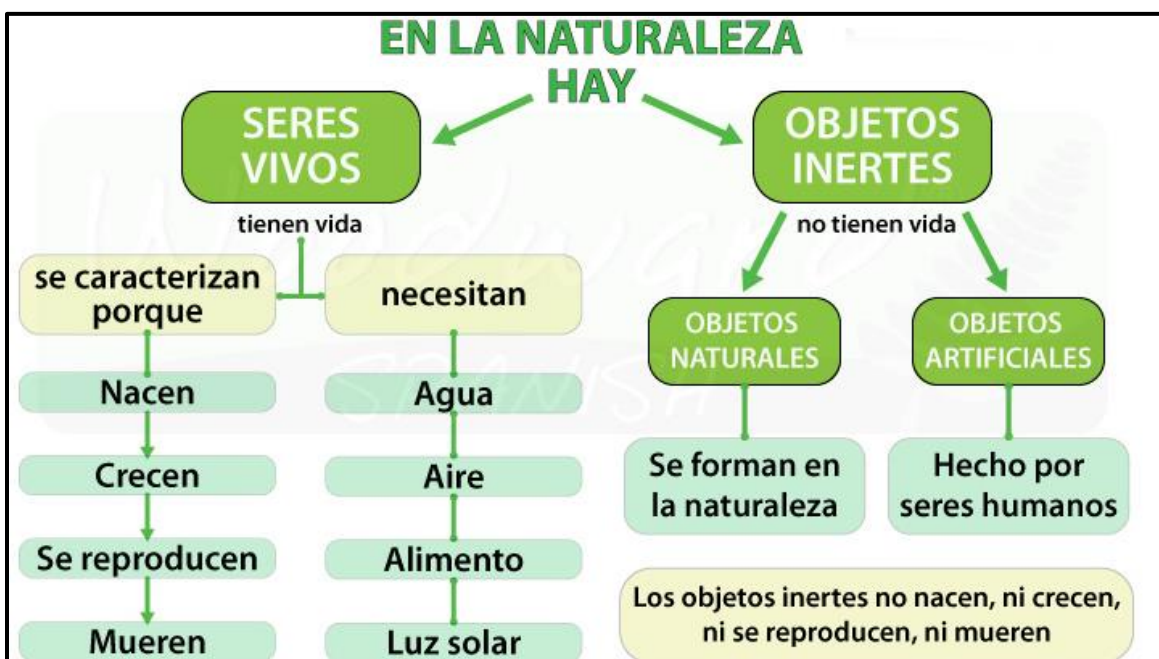 EN LA NATURALEZA
HAY
SERES
VIVOS
tienen vida
se caracterizan
porque
Nacen
Crecen
Se reproducen
Mueren
necesitan
Agua
Aire
Alimento
Luz solar
OBJETOS
INERTES
no tienen vida
OBJETOS
NATURALES
Se forman en
la naturaleza
OBJETOS
ARTIFICIALES
Hecho por
seres humanos
Los objetos inertes no nacen, ni crecen,
ni se reproducen, ni mueren
Woodward
SPANISH